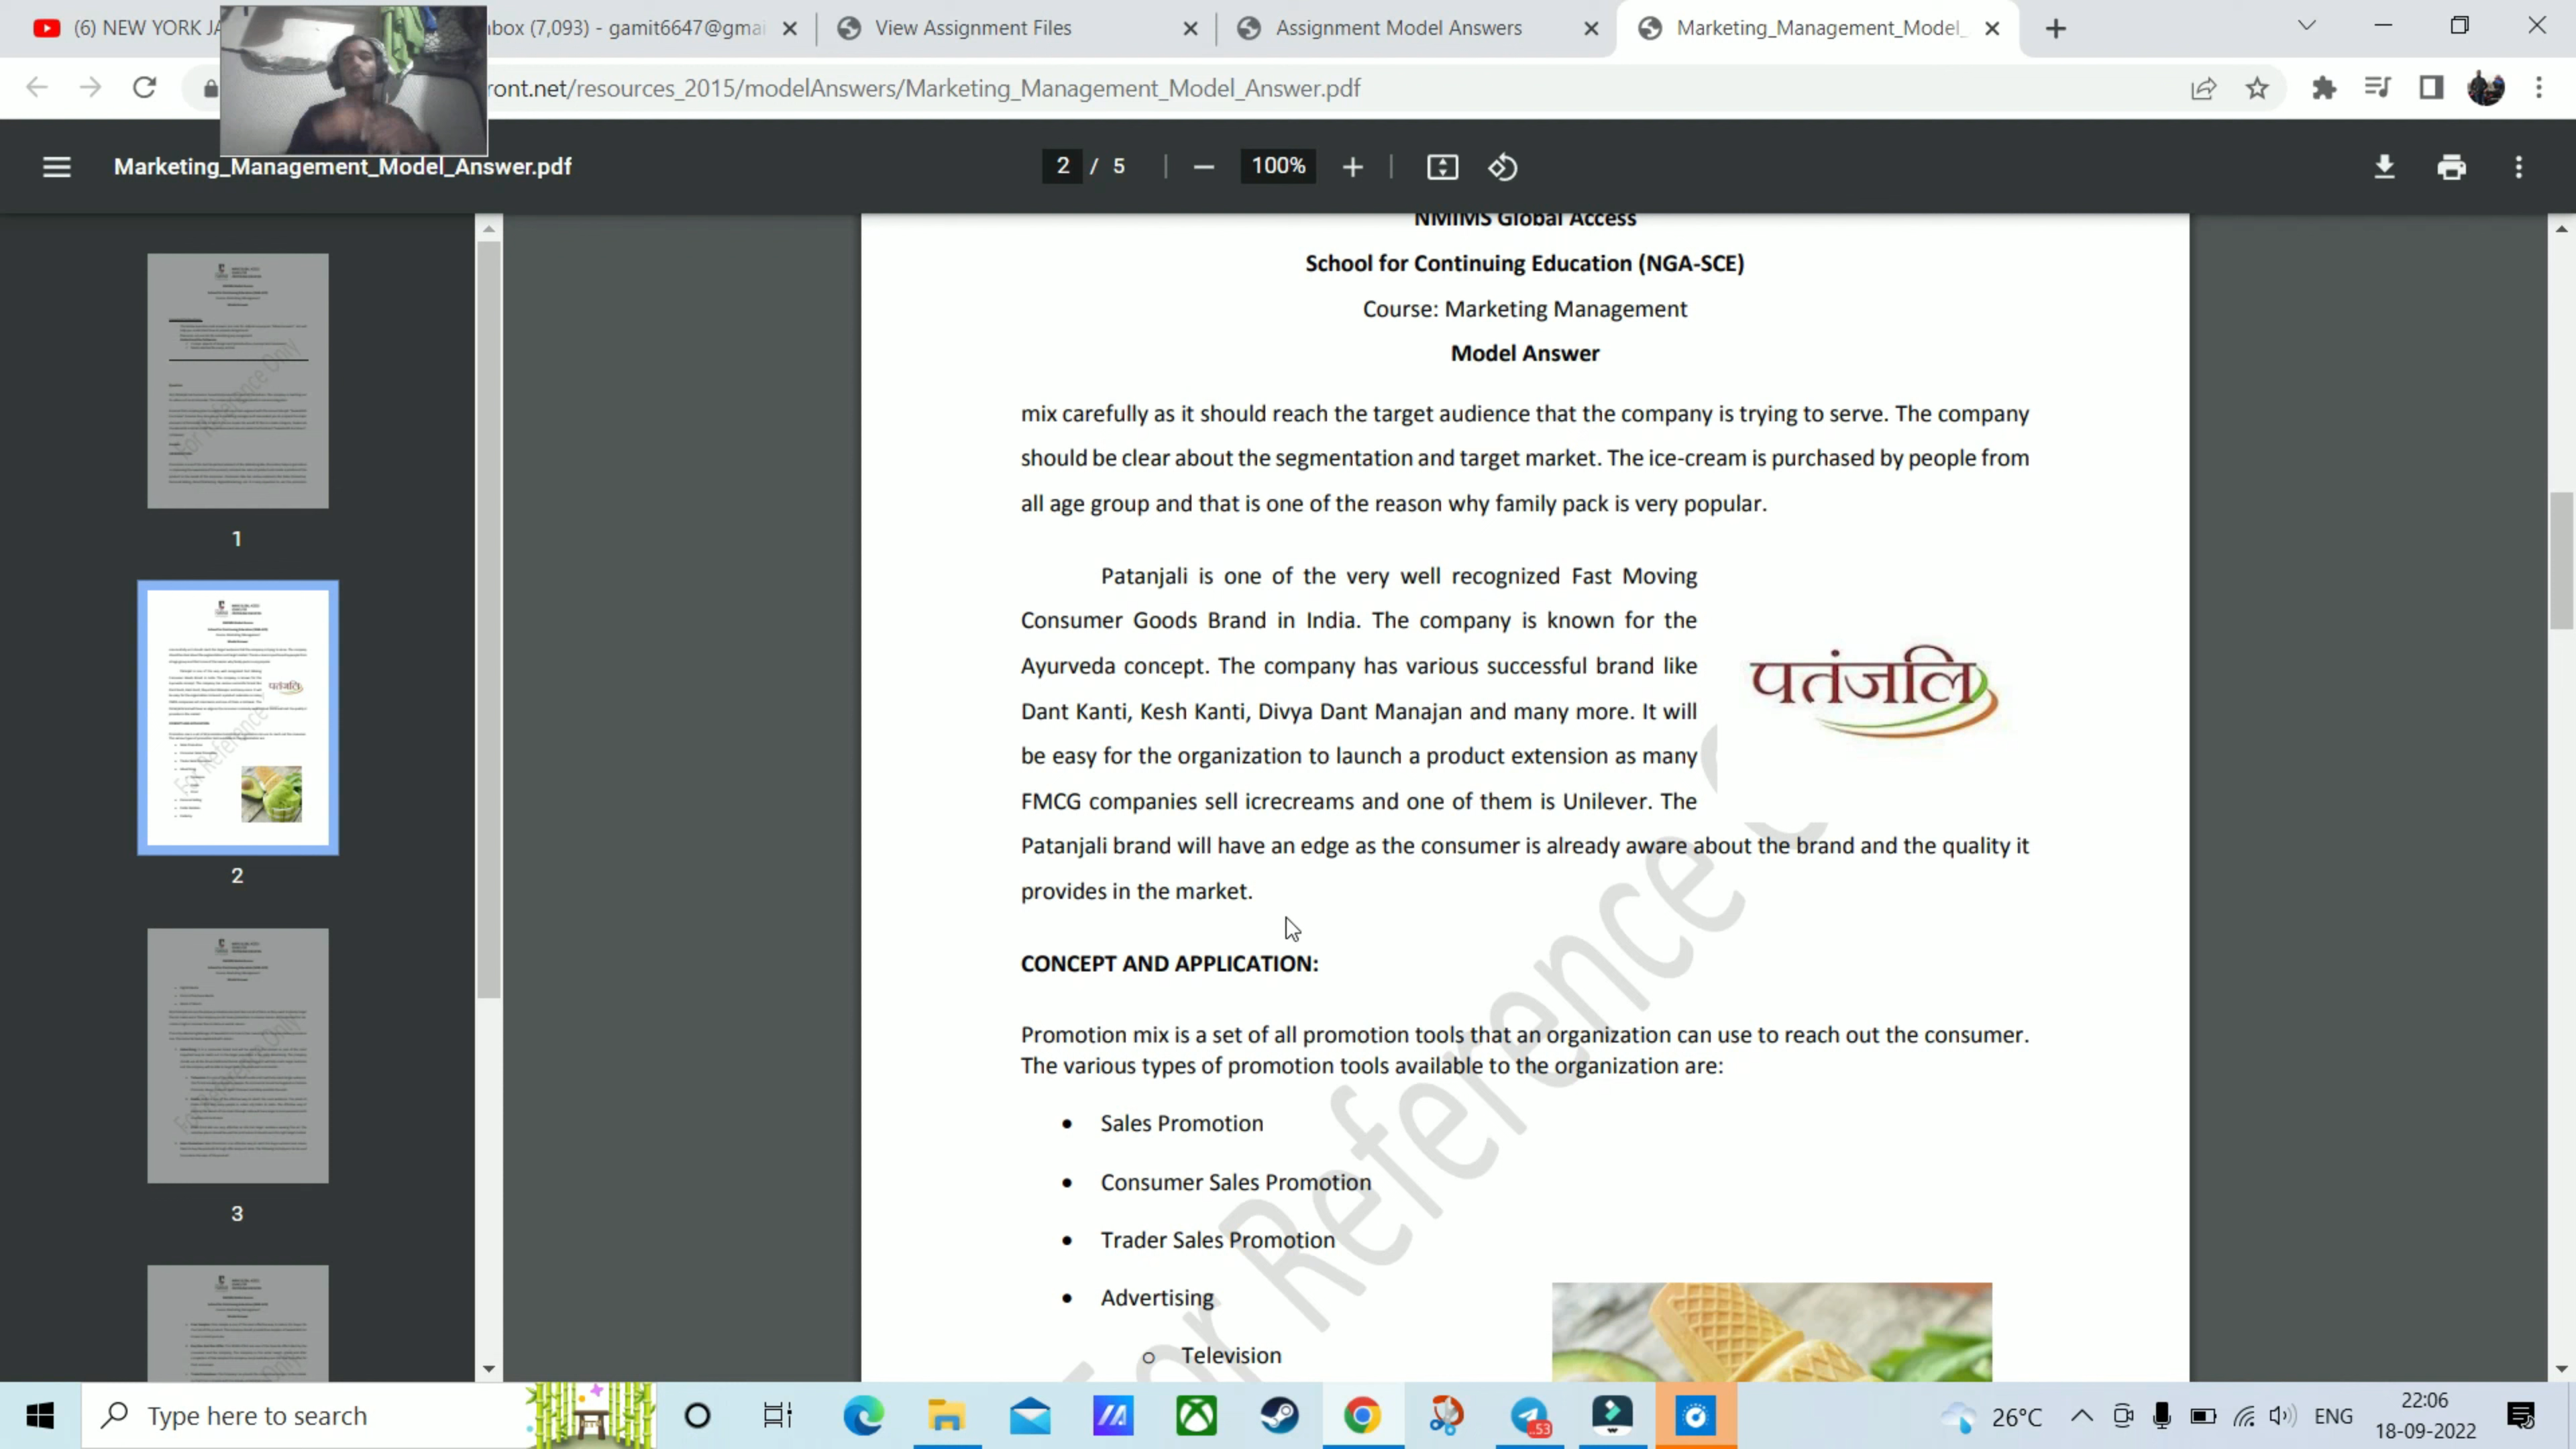 (6) NEW YORK JA
nbox (7,093) - gamit6647@gmai
View Assignment Files
Assignment Model Answers
Marketing_Management_Model_
ront.net/resources_2015/modelAnswers/Marketing_Management_Model_Answer.pdf
Marketing_Management_Model_Answer.pdf
2 / 5
100%
1
2
3
NMIMS Global Access
School for Continuing Education (NGA-SCE)
Course: Marketing Management
Model Answer
mix carefully as it should reach the target audience that the company is trying to serve. The company
should be clear about the segmentation and target market. The ice-cream is purchased by people from
all age group and that is one of the reason why family pack is very popular.
Patanjali is one of the very well recognized Fast Moving
Consumer Goods Brand in India. The company is known for the
Ayurveda concept. The company has various successful brand like
Dant Kanti, Kesh Kanti, Divya Dant Manajan and many more. It will
be easy for the organization to launch a product extension as many
FMCG companies sell icrecreams and one of them is Unilever. The
Patanjali brand will have an edge as the consumer is already aware about the brand and the quality it
provides in the market.
पतंजलि
CONCEPT AND APPLICATION:
Promotion mix is a set of all promotion tools that an organization can use to reach out the consumer.
The various types of promotion tools available to the organization are:
• Sales Promotion
• Consumer Sales Promotion
• Trader Sales Promotion
• Advertising
o Television
For Reference
Type here to search
53
26°C
ENG
22:06
18-09-2022